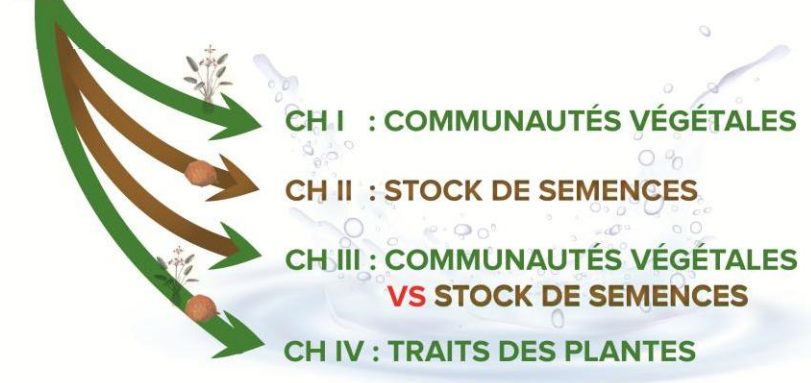 CH I : COMMUNAUTÉS VÉGÉTALES
CH II : STOCK DE SEMENCES
CH III : COMMUNAUTÉS VÉGÉTALES
VS STOCK DE SEMENCES
CH IV : TRAITS DES PLANTES